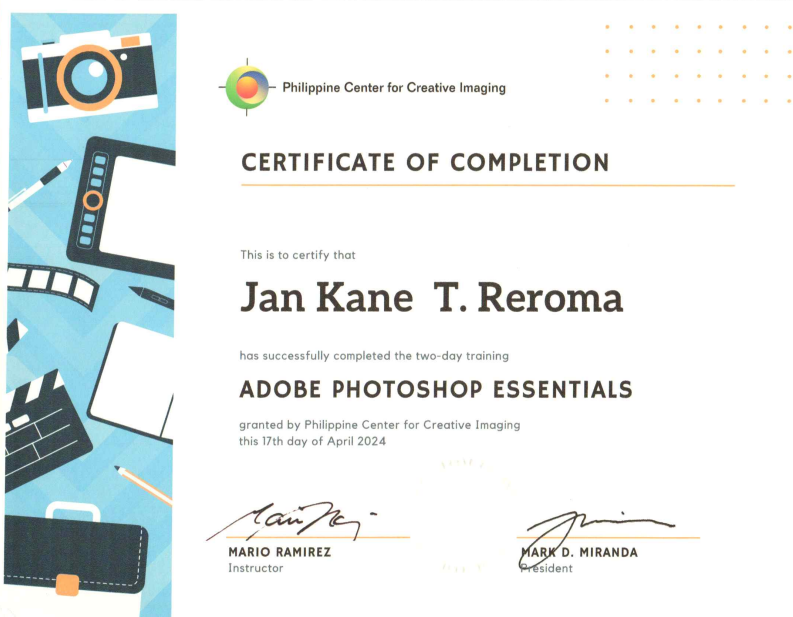 Philippine Center for Creative Imaging
CERTIFICATE OF COMPLETION
This is to certify that
Jan Kane T. Reroma
has successfully completed the two-day training
ADOBE PHOTOSHOP ESSENTIALS
granted by Philippine Center for Creative Imaging
this 17th day of April 2024
MARIO RAMIREZ
Instructor
MARK D. MIRANDA
President